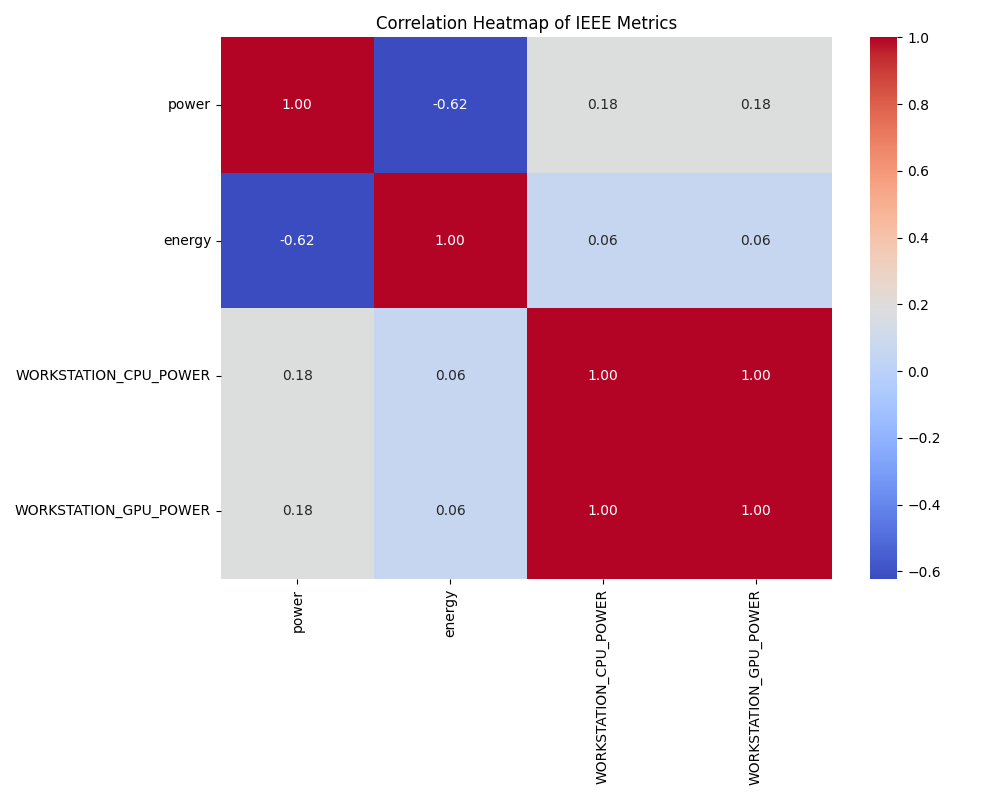 Correlation Heatmap of IEEE Metrics
power 1.00 -0.62 0.18 0.18
energy -0.62 1.00 0.06 0.06
WORKSTATION_CPU_POWER 0.18 0.06 1.00 1.00
WORKSTATION_GPU_POWER 0.18 0.06 1.00 1.00
power
energy
WORKSTATION_CPU_POWER
WORKSTATION_GPU_POWER
1.0
0.8
0.6
0.4
0.2
0.0
−0.2
−0.4
−0.6